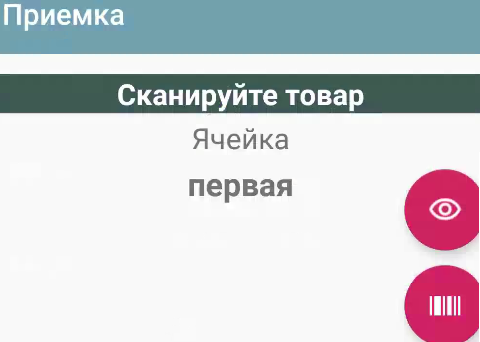 Приемка
Сканируйте товар
Ячейка
первая